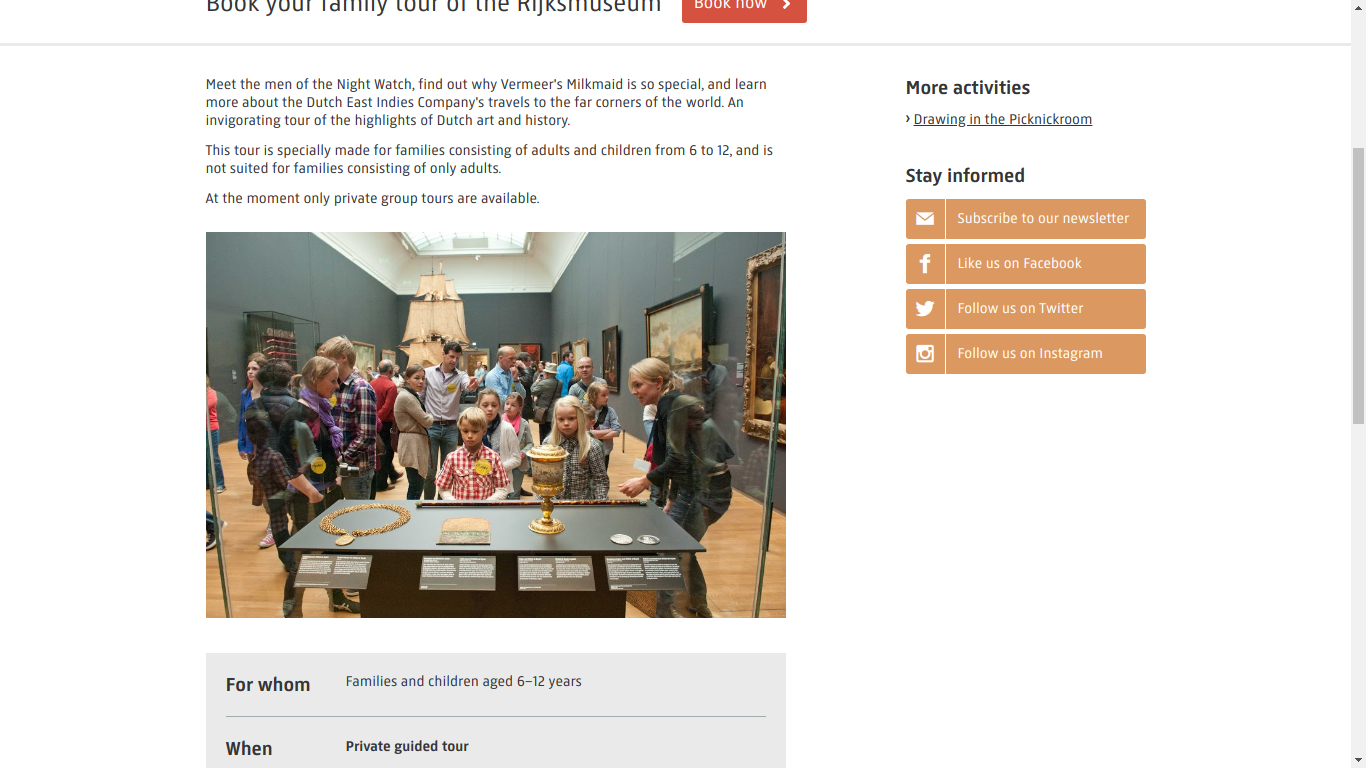 Book your family tour of the Rijksmuseum
Book now
Meet the men of the Night Watch, find out why Vermeer's Milkmaid is so special, and learn
more about the Dutch East Indies Company's travels to the far corners of the world. An
invigorating tour of the highlights of Dutch art and history.
This tour is specially made for families consisting of adults and children from 6 to 12, and is
not suited for families consisting of only adults.
At the moment only private group tours are available.
For whom
Families and children aged 6–12 years
When
Private guided tour
More activities
› Drawing in the Picknickroom
Stay informed
Subscribe to our newsletter
Like us on Facebook
Follow us on Twitter
Follow us on Instagram